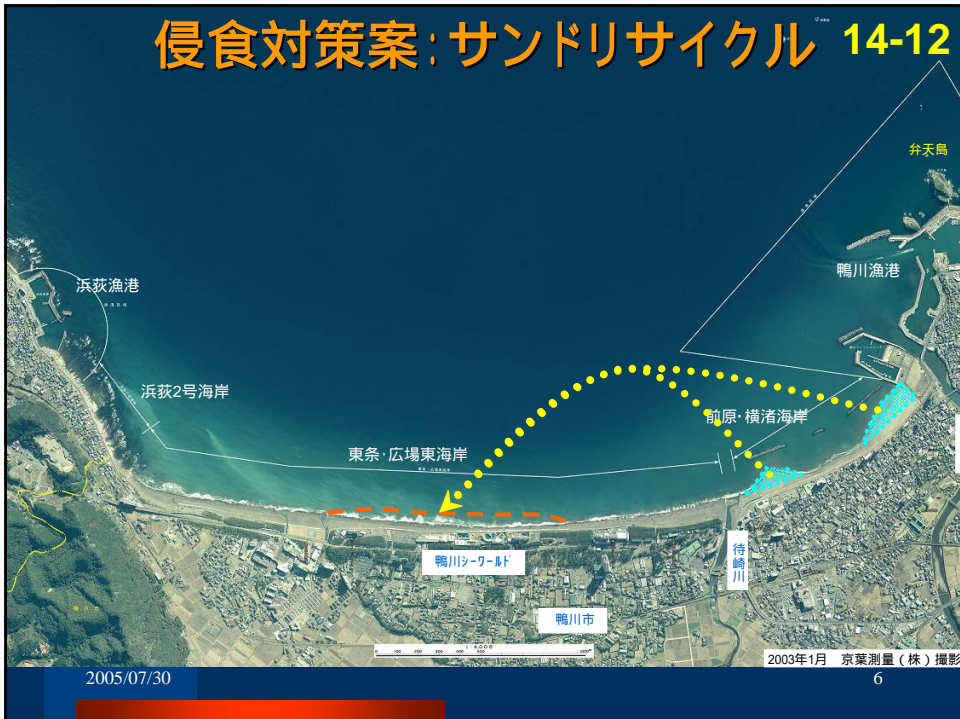 侵食対策案:サンドリサイクル
14-12
弁天島
鴨川漁港
浜荻漁港
浜荻2号海岸
前原・横渚海岸
東条・広場東海岸
鴨川シーワールド
待崎川
鴨川市
2003年1月 京葉測量(株)撮影
2005/07/30
6